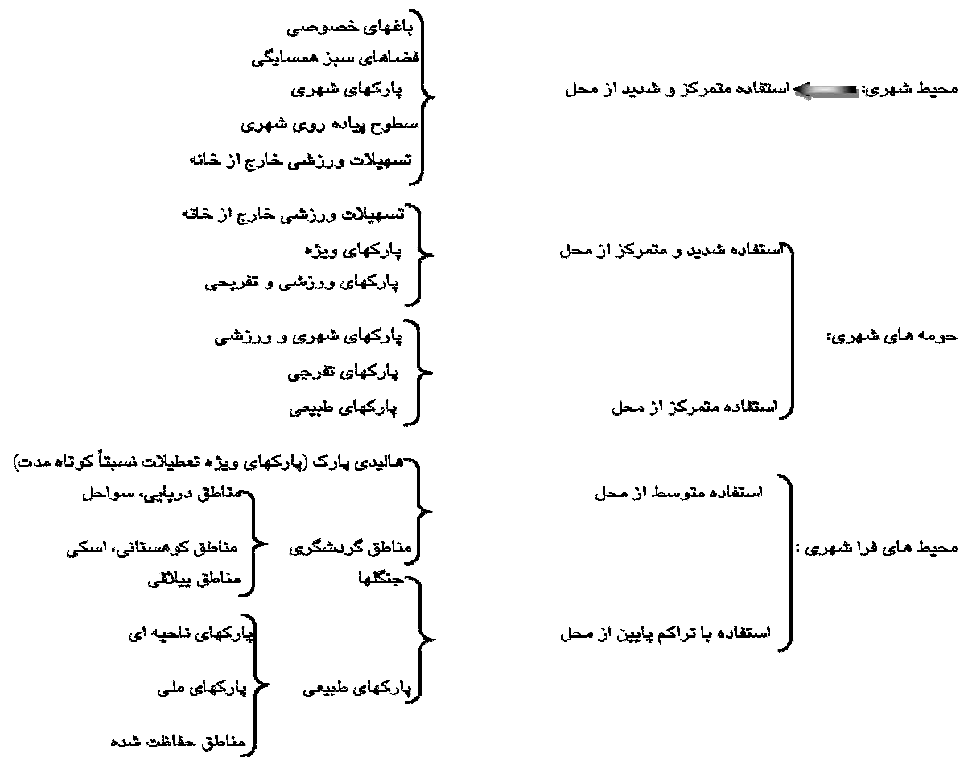 محیط شهری:
استفاده متمرکز و شدید از محل
باغهای خصوصی
فضاهای سبز همسایگی
پارکهای شهری
سطوح پیاده روی شهری
تسهیلات ورزشی خارج از خانه
حومه های شهری:
استفاده شدید و متمرکز از محل
تسهیلات ورزشی خارج از خانه
پارکهای ویژه
پارکهای ورزشی و تفریحی
استفاده متمرکز از محل
پارکهای شهری و ورزشی
پارکهای تفرجی
پارکهای طبیعی
محیط های فرا شهری :
استفاده متوسط از محل
هالیدی پارک (پارکهای ویژه تعطیلات نسبتاً کوتاه مدت)
مناطق گردشگری
مناطق دریایی، سواحل
مناطق کوهستانی، اسکی
مناطق ییلاقی
استفاده با تراکم پایین از محل
جنگلها
پارکهای طبیعی
پارکهای ناحیه ای
پارکهای ملی
مناطق حفاظت شده